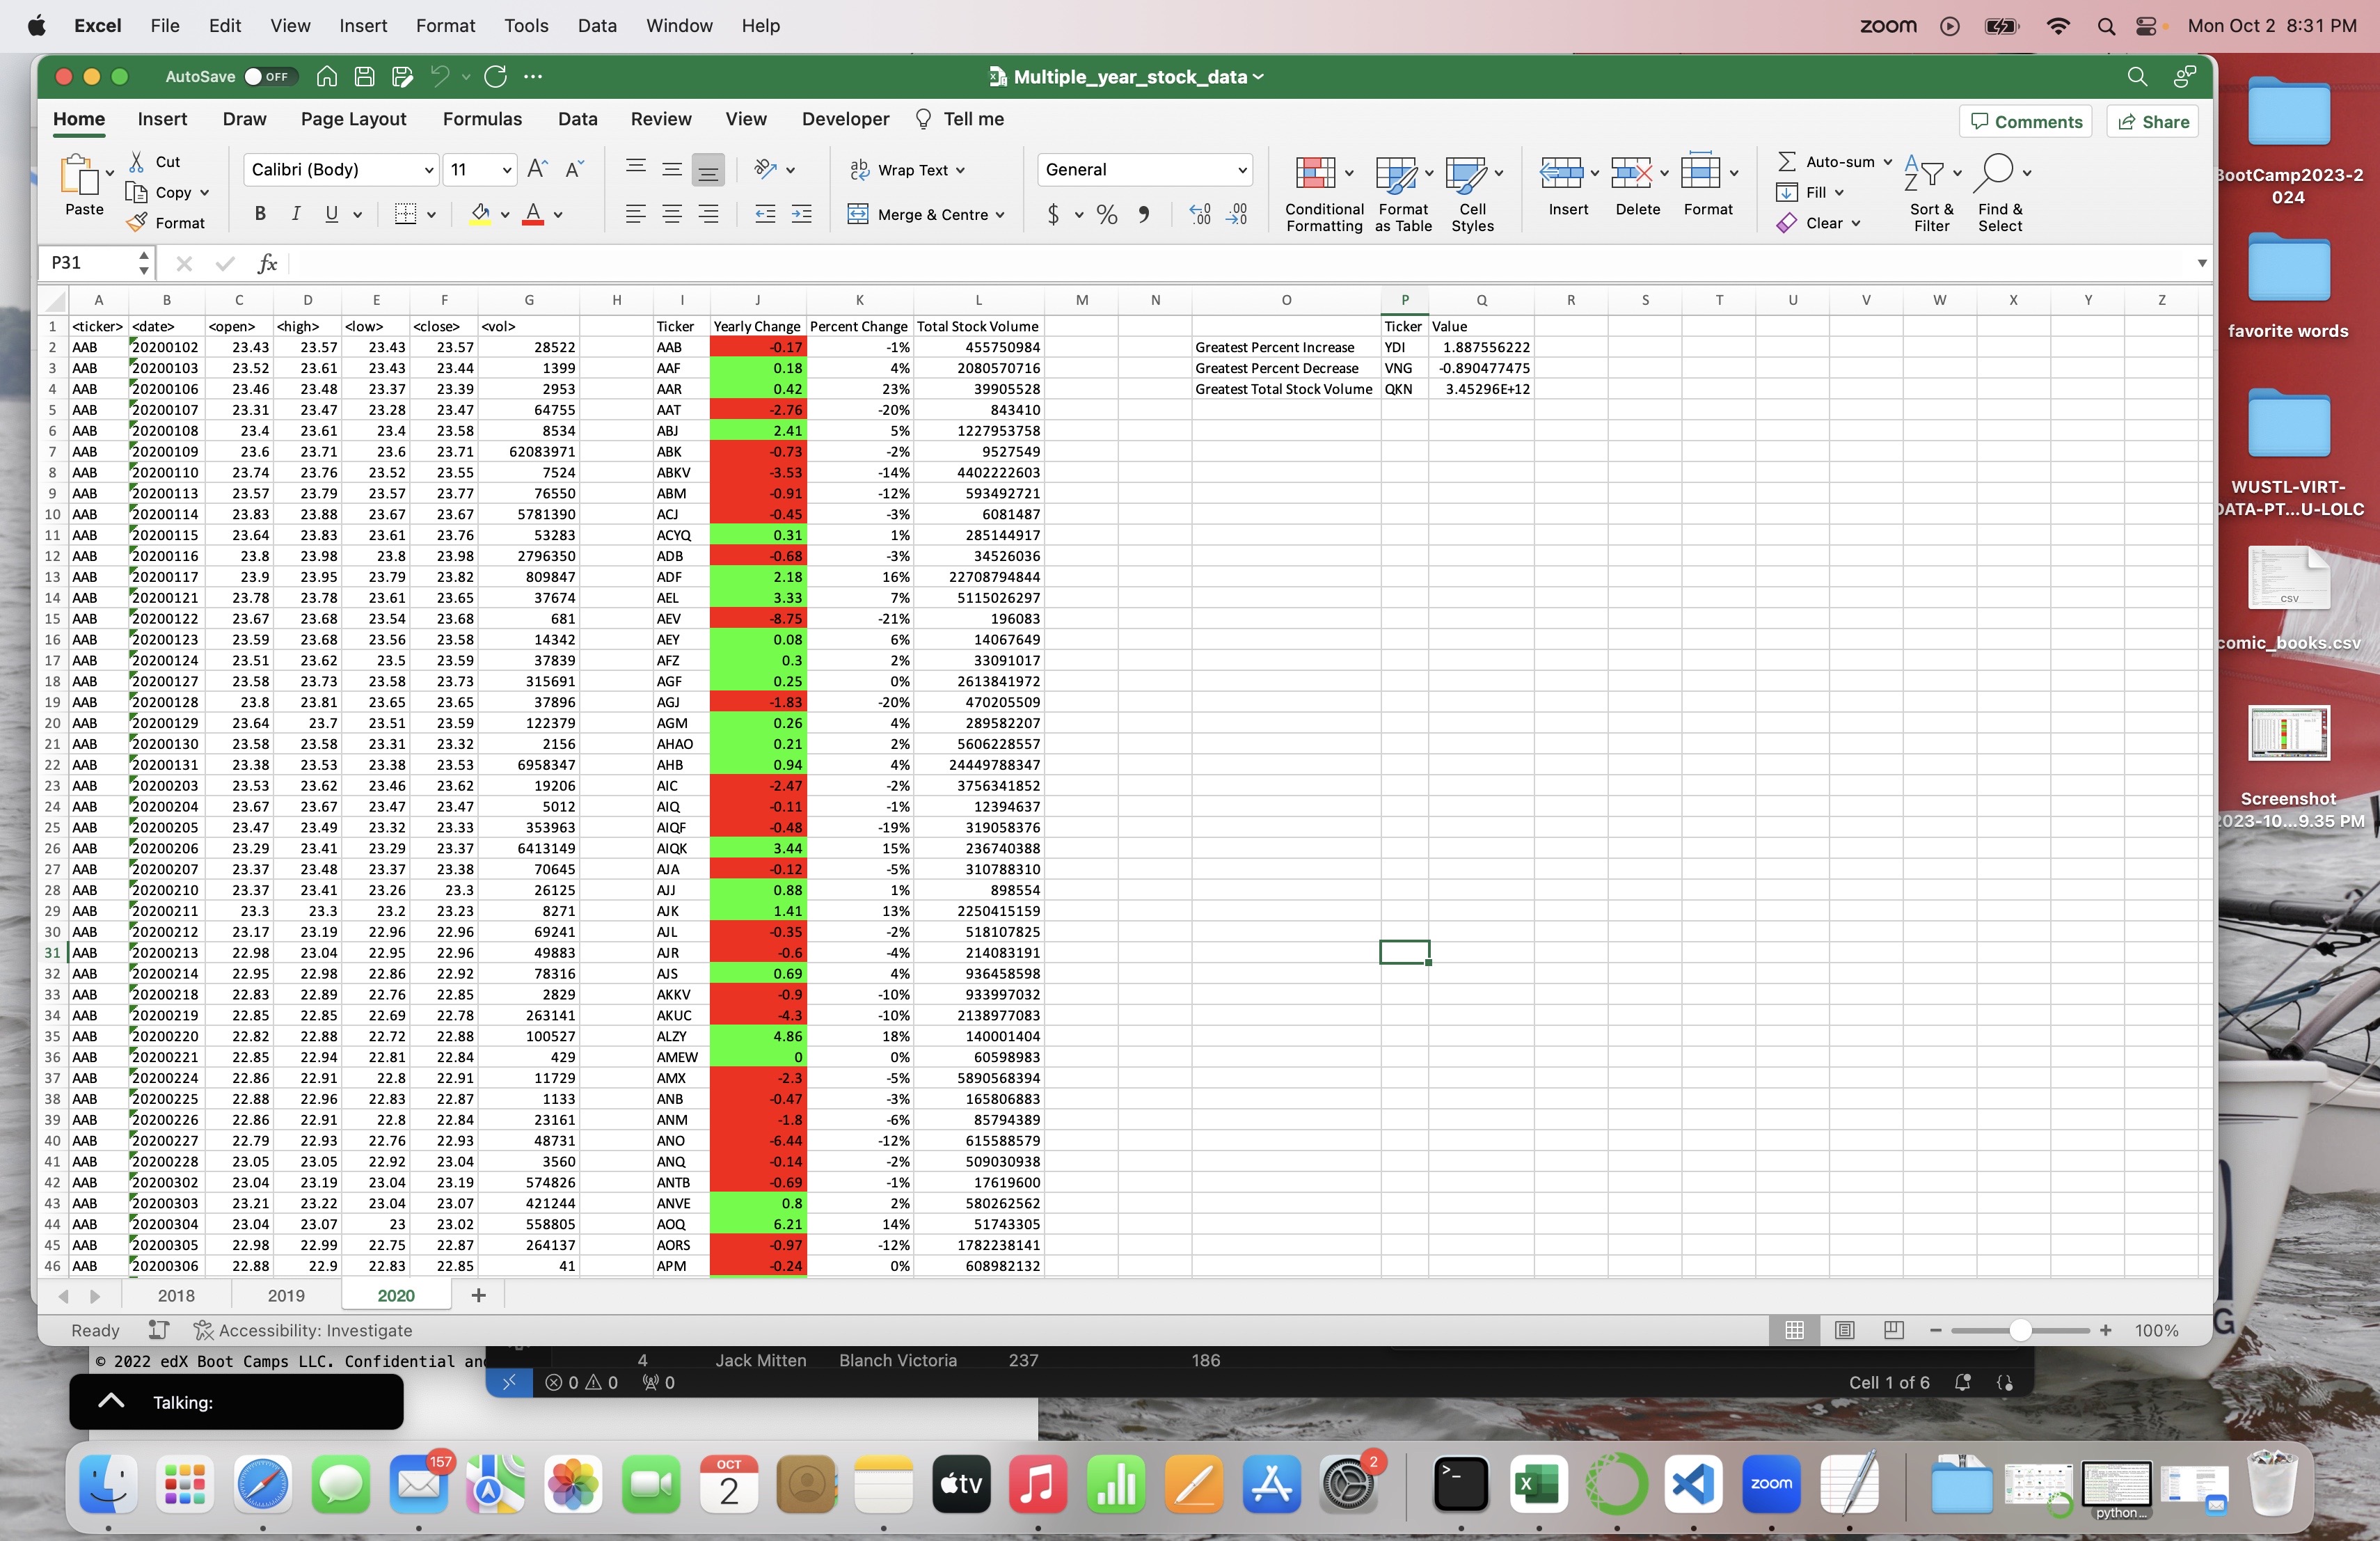 Excel File Edit View Insert Format Tools Data Window Help zoom Mon Oct 2 8:31 PM
AutoSave OFF Multiple_year_stock_data
Home Insert Draw Page Layout Formulas Data Review View Developer Tell me Comments Share
Paste Cut Copy Format
Calibri (Body) 11 Wrap Text General
B I U Merge & Centre $ % 9
Conditional Formatting Format as Table Cell Styles Insert Delete Format
Auto-sum Fill Clear Sort & Filter Find & Select
P31 fx
A B C D E F G H I J K L M N O P Q R S T U V W X Y Z
1 <ticker> <date> <open> <high> <low> <close> <vol> Ticker Yearly Change Percent Change Total Stock Volume Ticker Value
2 AAB 20200102 23.43 23.57 23.43 23.57 28522 AAB -0.17 -1% 455750984 Greatest Percent Increase YDI 1.887556222
3 AAB 20200103 23.52 23.61 23.43 23.44 1399 AAF 0.18 4% 2080570716 Greatest Percent Decrease VNG -0.890477475
4 AAB 20200106 23.46 23.48 23.37 23.39 2953 AAR 0.42 23% 39905528 Greatest Total Stock Volume QKN 3.45296E+12
5 AAB 20200107 23.31 23.47 23.28 23.47 64755 AAT -2.76 -20% 843410
6 AAB 20200108 23.4 23.61 23.4 23.58 8534 ABJ 2.41 5% 1227953758
7 AAB 20200109 23.6 23.71 23.6 23.71 62083971 ABK -0.73 -2% 9527549
8 AAB 20200110 23.74 23.76 23.52 23.55 7524 ABKV -3.53 -14% 4402222603
9 AAB 20200113 23.57 23.79 23.57 23.77 76550 ABM -0.91 -12% 593492721
10 AAB 20200114 23.83 23.88 23.67 23.67 5781390 ACJ -0.45 -3% 6081487
11 AAB 20200115 23.64 23.83 23.61 23.76 53283 ACYQ 0.31 1% 285144917
12 AAB 20200116 23.8 23.98 23.8 23.98 2796350 ADB -0.68 -3% 34526036
13 AAB 20200117 23.9 23.95 23.79 23.82 809847 ADF 2.18 16% 22708794844
14 AAB 20200121 23.78 23.78 23.61 23.65 37674 AEL 3.33 7% 5115026297
15 AAB 20200122 23.67 23.68 23.54 23.68 681 AEV -8.75 -21% 196083
16 AAB 20200123 23.59 23.68 23.56 23.58 14342 AEY 0.08 6% 14067649
17 AAB 20200124 23.51 23.62 23.5 23.59 37839 AFZ 0.3 2% 33091017
18 AAB 20200127 23.58 23.73 23.58 23.73 315691 AGF 0.25 0% 2613841972
19 AAB 20200128 23.8 23.81 23.65 23.65 37896 AGJ -1.83 -20% 470205509
20 AAB 20200129 23.64 23.7 23.51 23.59 122379 AGM 0.26 4% 289582207
21 AAB 20200130 23.58 23.58 23.31 23.32 2156 AHAO 0.21 2% 5606228557
22 AAB 20200131 23.38 23.53 23.38 23.53 6958347 AHB 0.94 4% 24449788347
23 AAB 20200203 23.53 23.62 23.46 23.62 19206 AIC -2.47 -2% 3756341852
24 AAB 20200204 23.67 23.67 23.47 23.47 5012 AIQ -0.11 -1% 12394637
25 AAB 20200205 23.47 23.49 23.32 23.33 353963 AIQF -0.48 -19% 319058376
26 AAB 20200206 23.29 23.41 23.29 23.37 6413149 AIQK 3.44 15% 236740388
27 AAB 20200207 23.37 23.48 23.37 23.38 70645 AJA -0.12 -5% 310788310
28 AAB 20200210 23.37 23.41 23.26 23.3 26125 AJJ 0.88 1% 898554
29 AAB 20200211 23.3 23.3 23.2 23.23 8271 AJK 1.41 13% 2250415159
30 AAB 20200212 23.17 23.19 22.96 22.96 69241 AJL -0.35 -2% 518107825
31 AAB 20200213 22.98 23.04 22.95 22.96 49883 AJR -0.6 -4% 214083191
32 AAB 20200214 22.95 22.98 22.86 22.92 78316 AJS 0.69 4% 936458598
33 AAB 20200218 22.83 22.89 22.76 22.85 2829 AKKV -0.9 -10% 933997032
34 AAB 20200219 22.85 22.85 22.69 22.78 263141 AKUC -4.3 -10% 2138977083
35 AAB 20200220 22.82 22.88 22.72 22.88 100527 ALZY 4.86 18% 140001404
36 AAB 20200221 22.85 22.94 22.81 22.84 429 AMEW 0 0% 60598983
37 AAB 20200224 22.86 22.91 22.8 22.91 11729 AMX -2.3 -5% 5890568394
38 AAB 20200225 22.88 22.96 22.83 22.87 1133 ANB -0.47 -3% 165806883
39 AAB 20200226 22.86 22.91 22.8 22.84 23161 ANM -1.8 -6% 85794389
40 AAB 20200227 22.79 22.93 22.76 22.93 48731 ANO -6.44 -12% 615588579
41 AAB 20200228 23.05 23.05 22.92 23.04 3560 ANQ -0.14 -2% 509030938
42 AAB 20200302 23.04 23.19 23.04 23.19 574826 ANTB -0.69 -1% 17619600
43 AAB 20200303 23.21 23.22 23.04 23.07 421244 ANVE 0.8 2% 580262562
44 AAB 20200304 23.04 23.07 23 23.02 558805 AOQ 6.21 14% 51743305
45 AAB 20200305 22.98 22.99 22.75 22.87 264137 AORS -0.97 -12% 1782238141
46 AAB 20200306 22.88 22.9 22.83 22.85 41 APM -0.24 0% 608982132
2018 2019 2020 +
Ready Accessibility: Investigate 100%
BootCamp2023-2
024
favorite words
WUSTL-VIRT-
DATA-PT...U-LOLC
CSV
comic_books.csv
Screenshot
2023-10...9.35 PM
© 2022 edX Boot Camps LLC. Confidential and 4 Jack Mitten Blanch Victoria 237 186
0 0 0 Cell 1 of 6
Talking:
157 OCT 2 tv 2 zoom python...